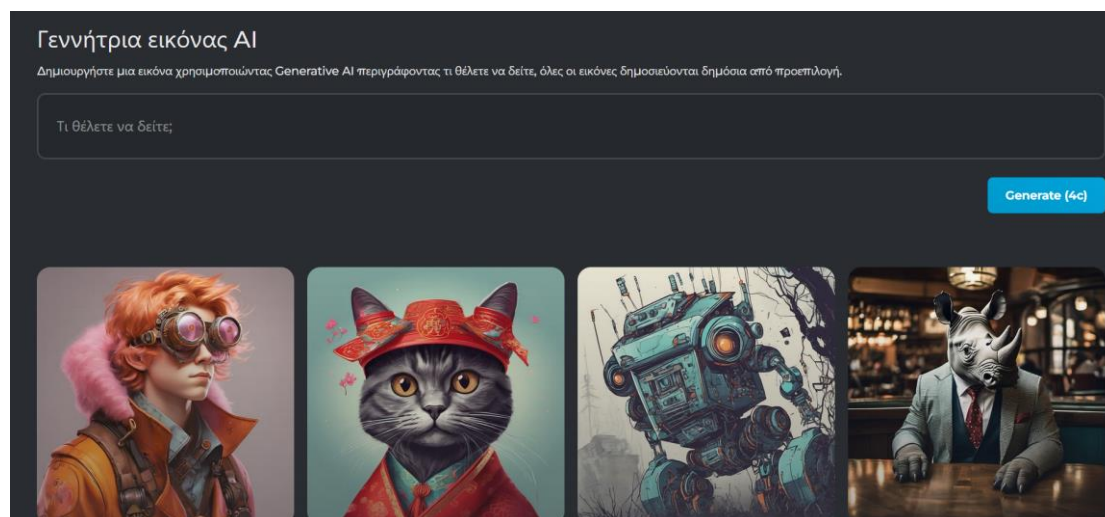 Γεννήτρια εικόνας AI
Δημιουργήστε μια εικόνα χρησιμοποιώντας Generative AI περιγράφοντας τι θέλετε να δείτε, όλες οι εικόνες δημοσιεύονται δημόσια από προεπιλογή.
Τι θέλετε να δείτε;
Generate (4c)